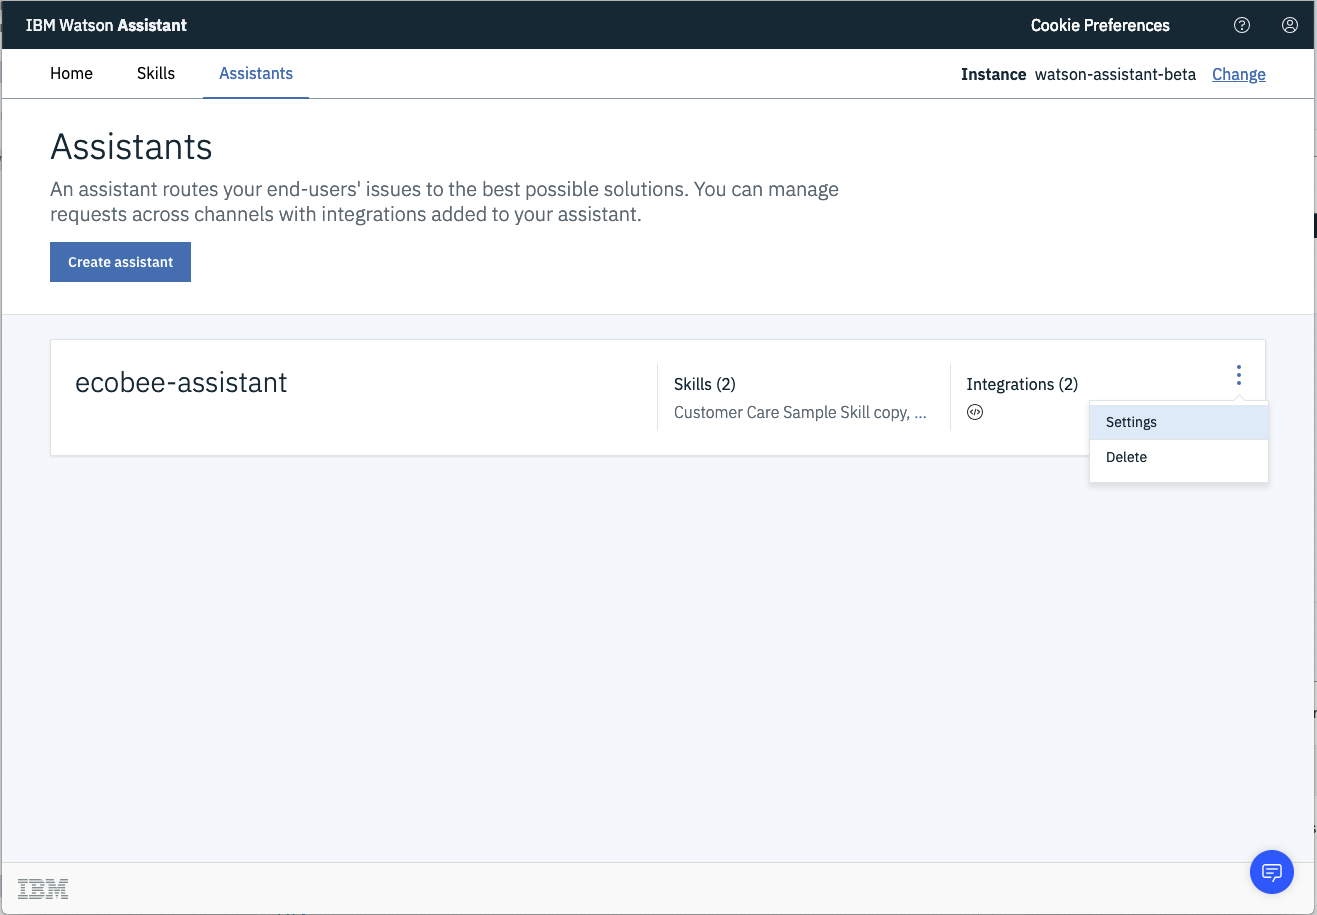 IBM Watson Assistant
Cookie Preferences
Home
Skills
Assistants
Instance watson-assistant-beta Change
Assistants
An assistant routes your end-users' issues to the best possible solutions. You can manage
requests across channels with integrations added to your assistant.
Create assistant
ecobee-assistant
Skills (2)
Customer Care Sample Skill copy, ...
Integrations (2)
Settings
Delete
IBM